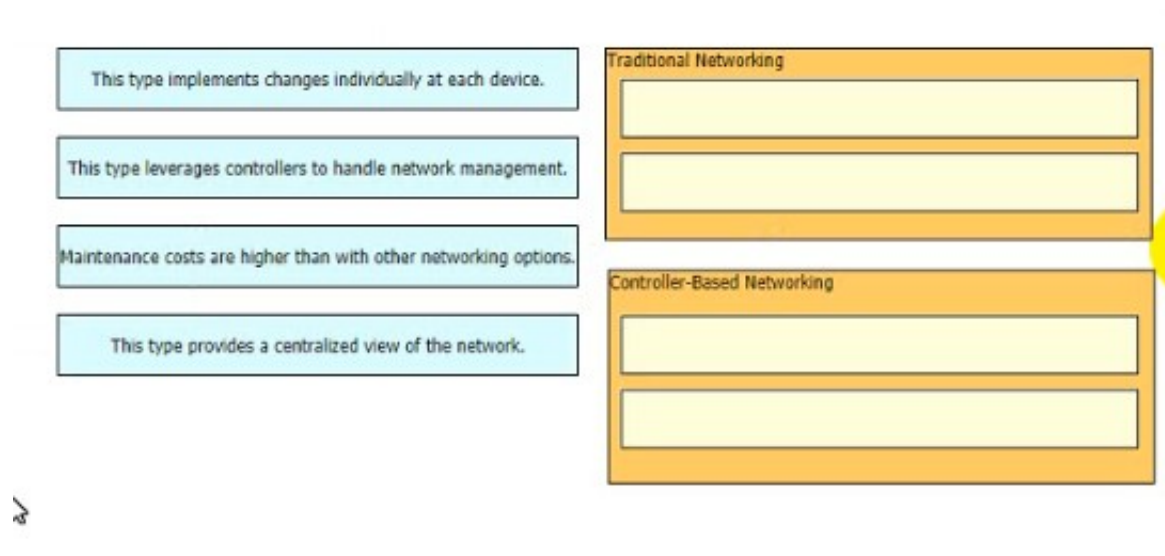 This type implements changes individually at each device.
This type leverages controllers to handle network management.
Maintenance costs are higher than with other networking options.
This type provides a centralized view of the network.
Traditional Networking
Controller-Based Networking